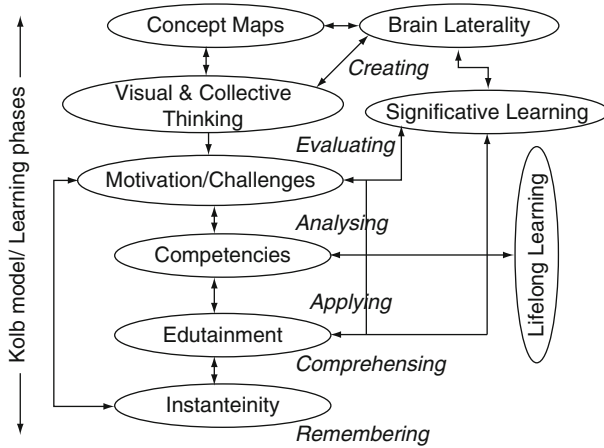 Kolb model/ Learning phases
Concept Maps
Brain Laterality
Creating
Visual & Collective
Thinking
Significative Learning
Evaluating
Motivation/Challenges
Analysing
Competencies
Lifelong Learning
Applying
Edutainment
Comprehensing
Instanteinity
Remembering